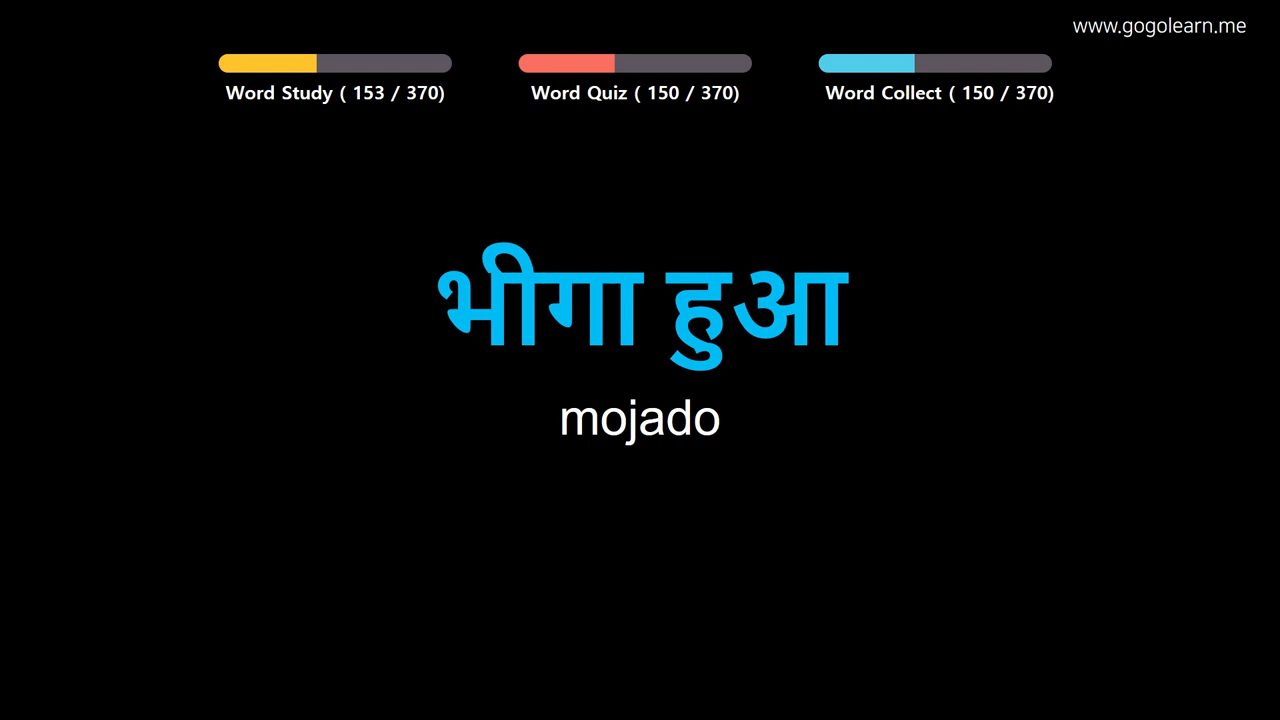 www.gogolearn.me
Word Study ( 153 / 370) Word Quiz ( 150 / 370) Word Collect ( 150 / 370)
भीगा हुआ
mojado